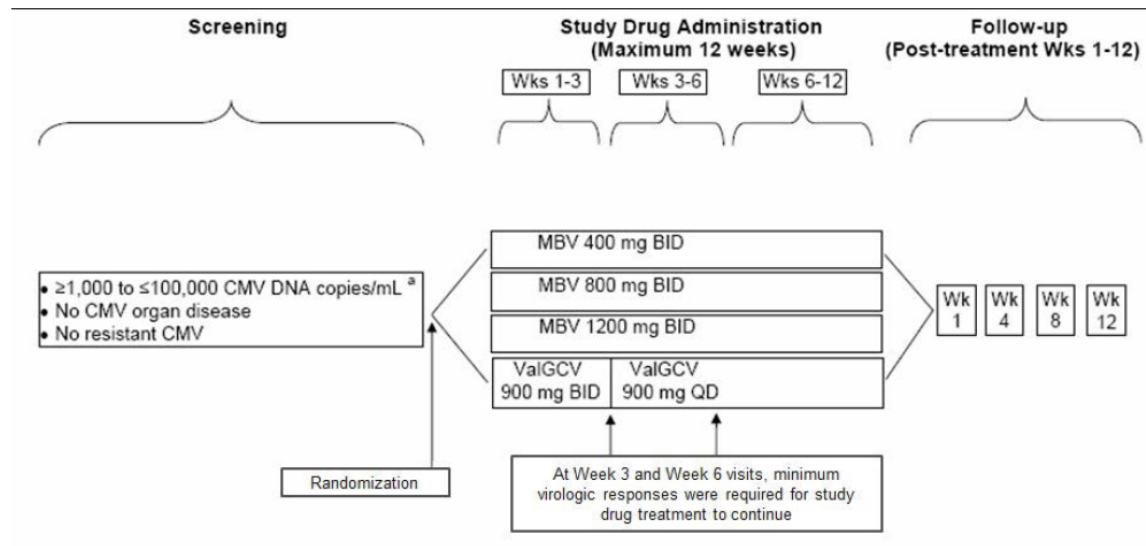 Screening
Study Drug Administration
(Maximum 12 weeks)
Follow-up
(Post-treatment Wks 1-12)
Wks 1-3
Wks 3-6
Wks 6-12
• ≥1,000 to ≤100,000 CMV DNA copies/mL a
• No CMV organ disease
• No resistant CMV
MBV 400 mg BID
MBV 800 mg BID
MBV 1200 mg BID
ValGCV
900 mg BID
ValGCV
900 mg QD
Wk
1
Wk
4
Wk
8
Wk
12
Randomization
At Week 3 and Week 6 visits, minimum
virologic responses were required for study
drug treatment to continue